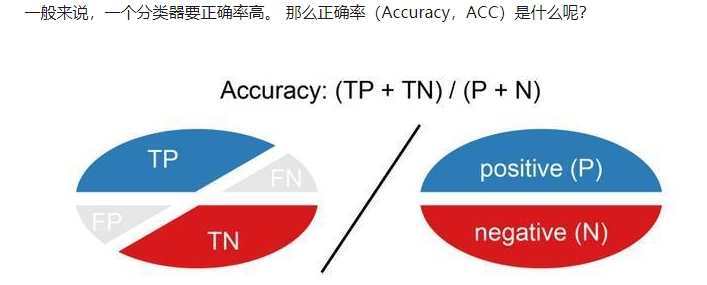 一般来说，一个分类器要正确率高。 那么正确率（Accuracy，ACC）是什么呢？
Accuracy: (TP + TN) / (P + N)
TP
FN
FP
TN
positive (P)
negative (N)